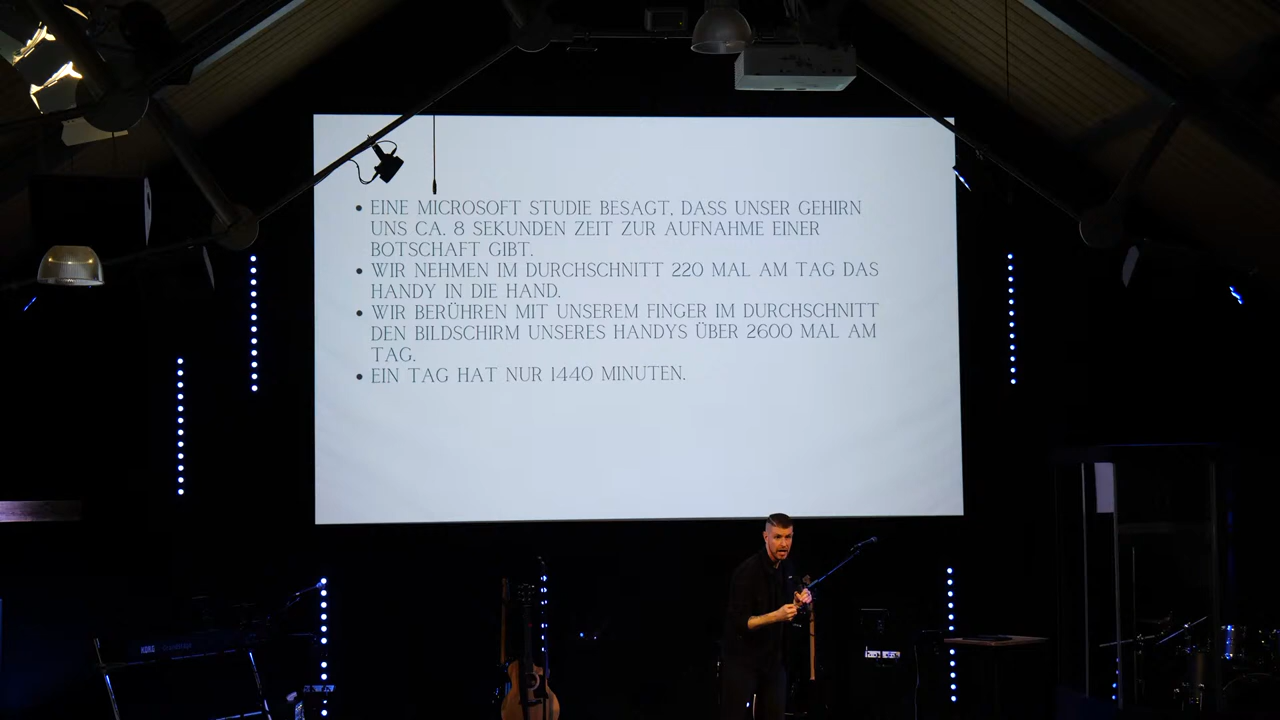 • EINE MICROSOFT STUDIE BESAGT, DASS UNSER GEHIRN
UNS CA. 8 SEKUNDEN ZEIT ZUR AUFNAHME EINER
BOTSCHAFT GIBT.
• WIR NEHMEN IM DURCHSCHNITT 220 MAL AM TAG DAS
HANDY IN DIE HAND.
• WIR BERÜHREN MIT UNSEREM FINGER IM DURCHSCHNITT
DEN BILDSCHIRM UNSERES HANDYS ÜBER 2600 MAL AM
TAG.
• EIN TAG HAT NUR 1440 MINUTEN.
KORG